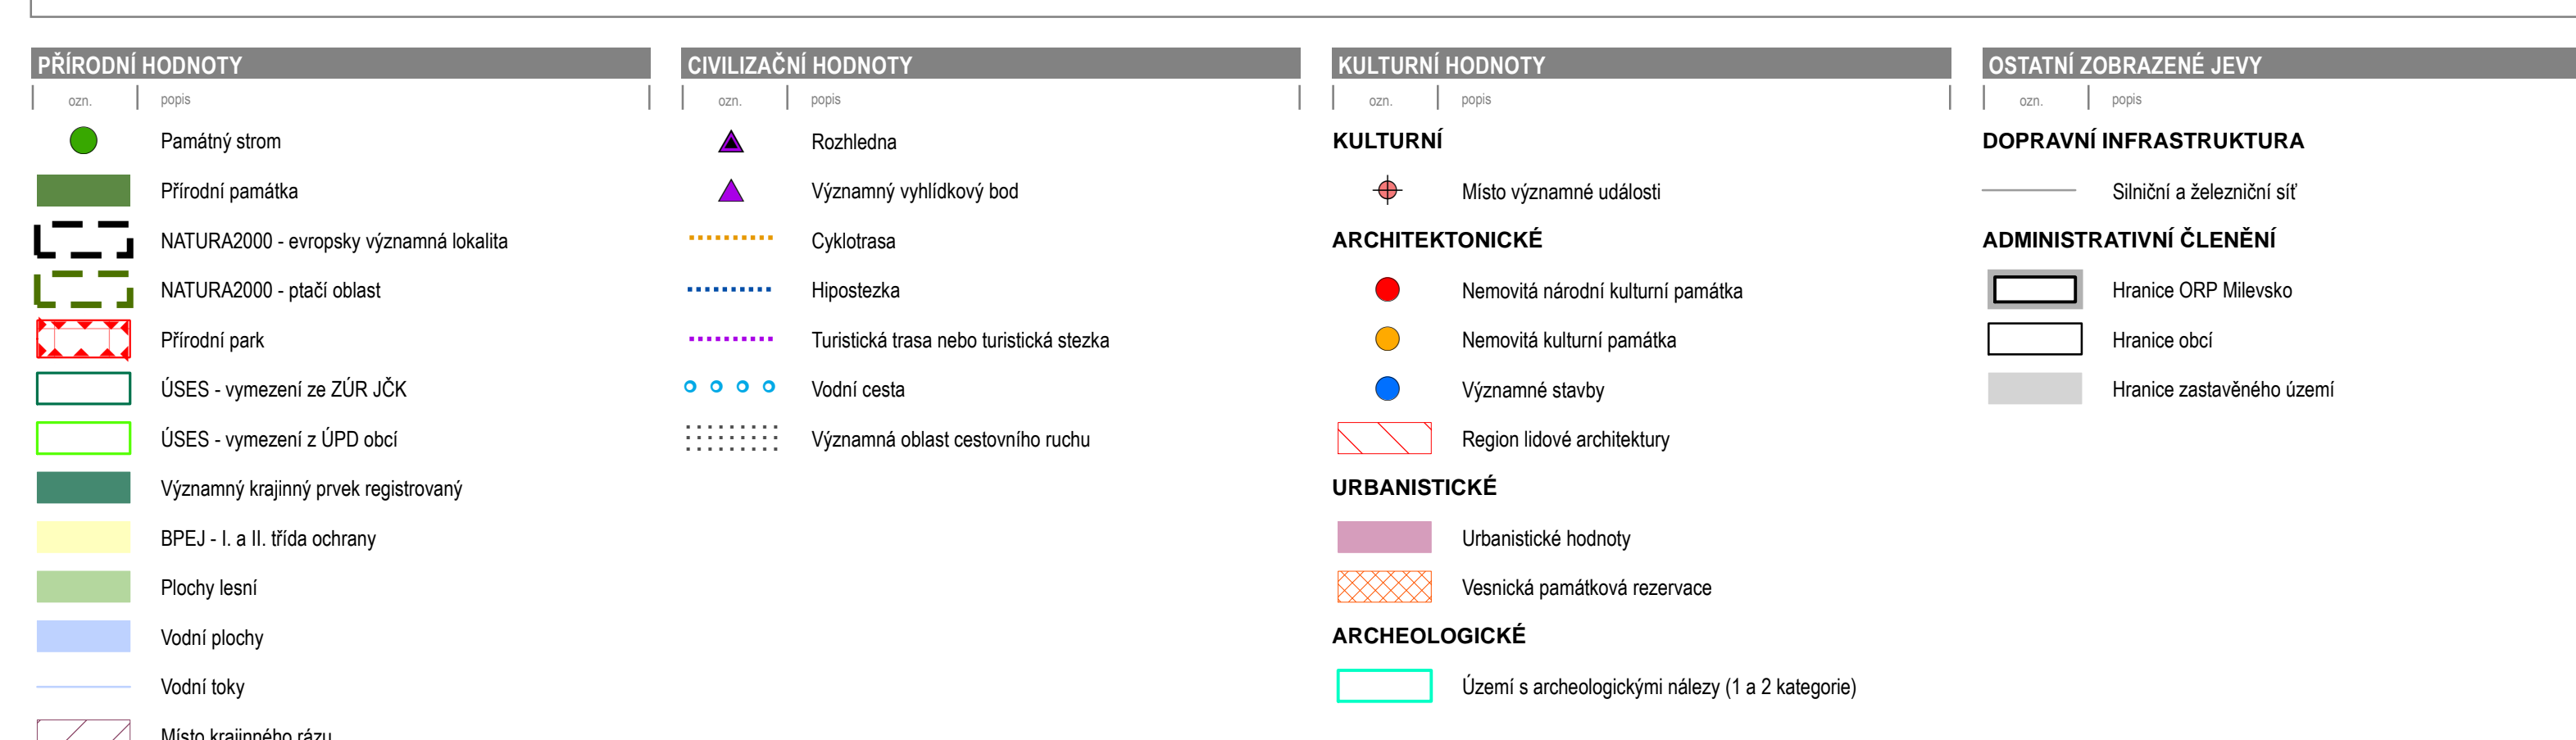 PŘÍRODNÍ HODNOTY
ozn. popis
Památný strom
Přírodní památka
NATURA2000 - evropsky významná lokalita
NATURA2000 - ptačí oblast
Přírodní park
ÚSES - vymezení ze ZÚR JČK
ÚSES - vymezení z ÚPD obcí
Významný krajinný prvek registrovaný
BPEJ - I. a II. třída ochrany
Plochy lesní
Vodní plochy
Vodní toky
Místo krajinného rázu
CIVILIZAČNÍ HODNOTY
ozn. popis
Rozhledna
Významný vyhlídkový bod
Cyklotrasa
Hipostezka
Turistická trasa nebo turistická stezka
Vodní cesta
Významná oblast cestovního ruchu
KULTURNÍ HODNOTY
ozn. popis
KULTURNÍ
Místo významné události
ARCHITEKTONICKÉ
Nemovitá národní kulturní památka
Nemovitá kulturní památka
Významné stavby
Region lidové architektury
URBANISTICKÉ
Urbanistické hodnoty
Vesnická památková rezervace
ARCHEOLOGICKÉ
Území s archeologickými nálezy (1 a 2 kategorie)
OSTATNÍ ZOBRAZENÉ JEVY
ozn. popis
DOPRAVNÍ INFRASTRUKTURA
Silniční a železniční síť
ADMINISTRATIVNÍ ČLENĚNÍ
Hranice ORP Milevsko
Hranice obcí
Hranice zastavěného území